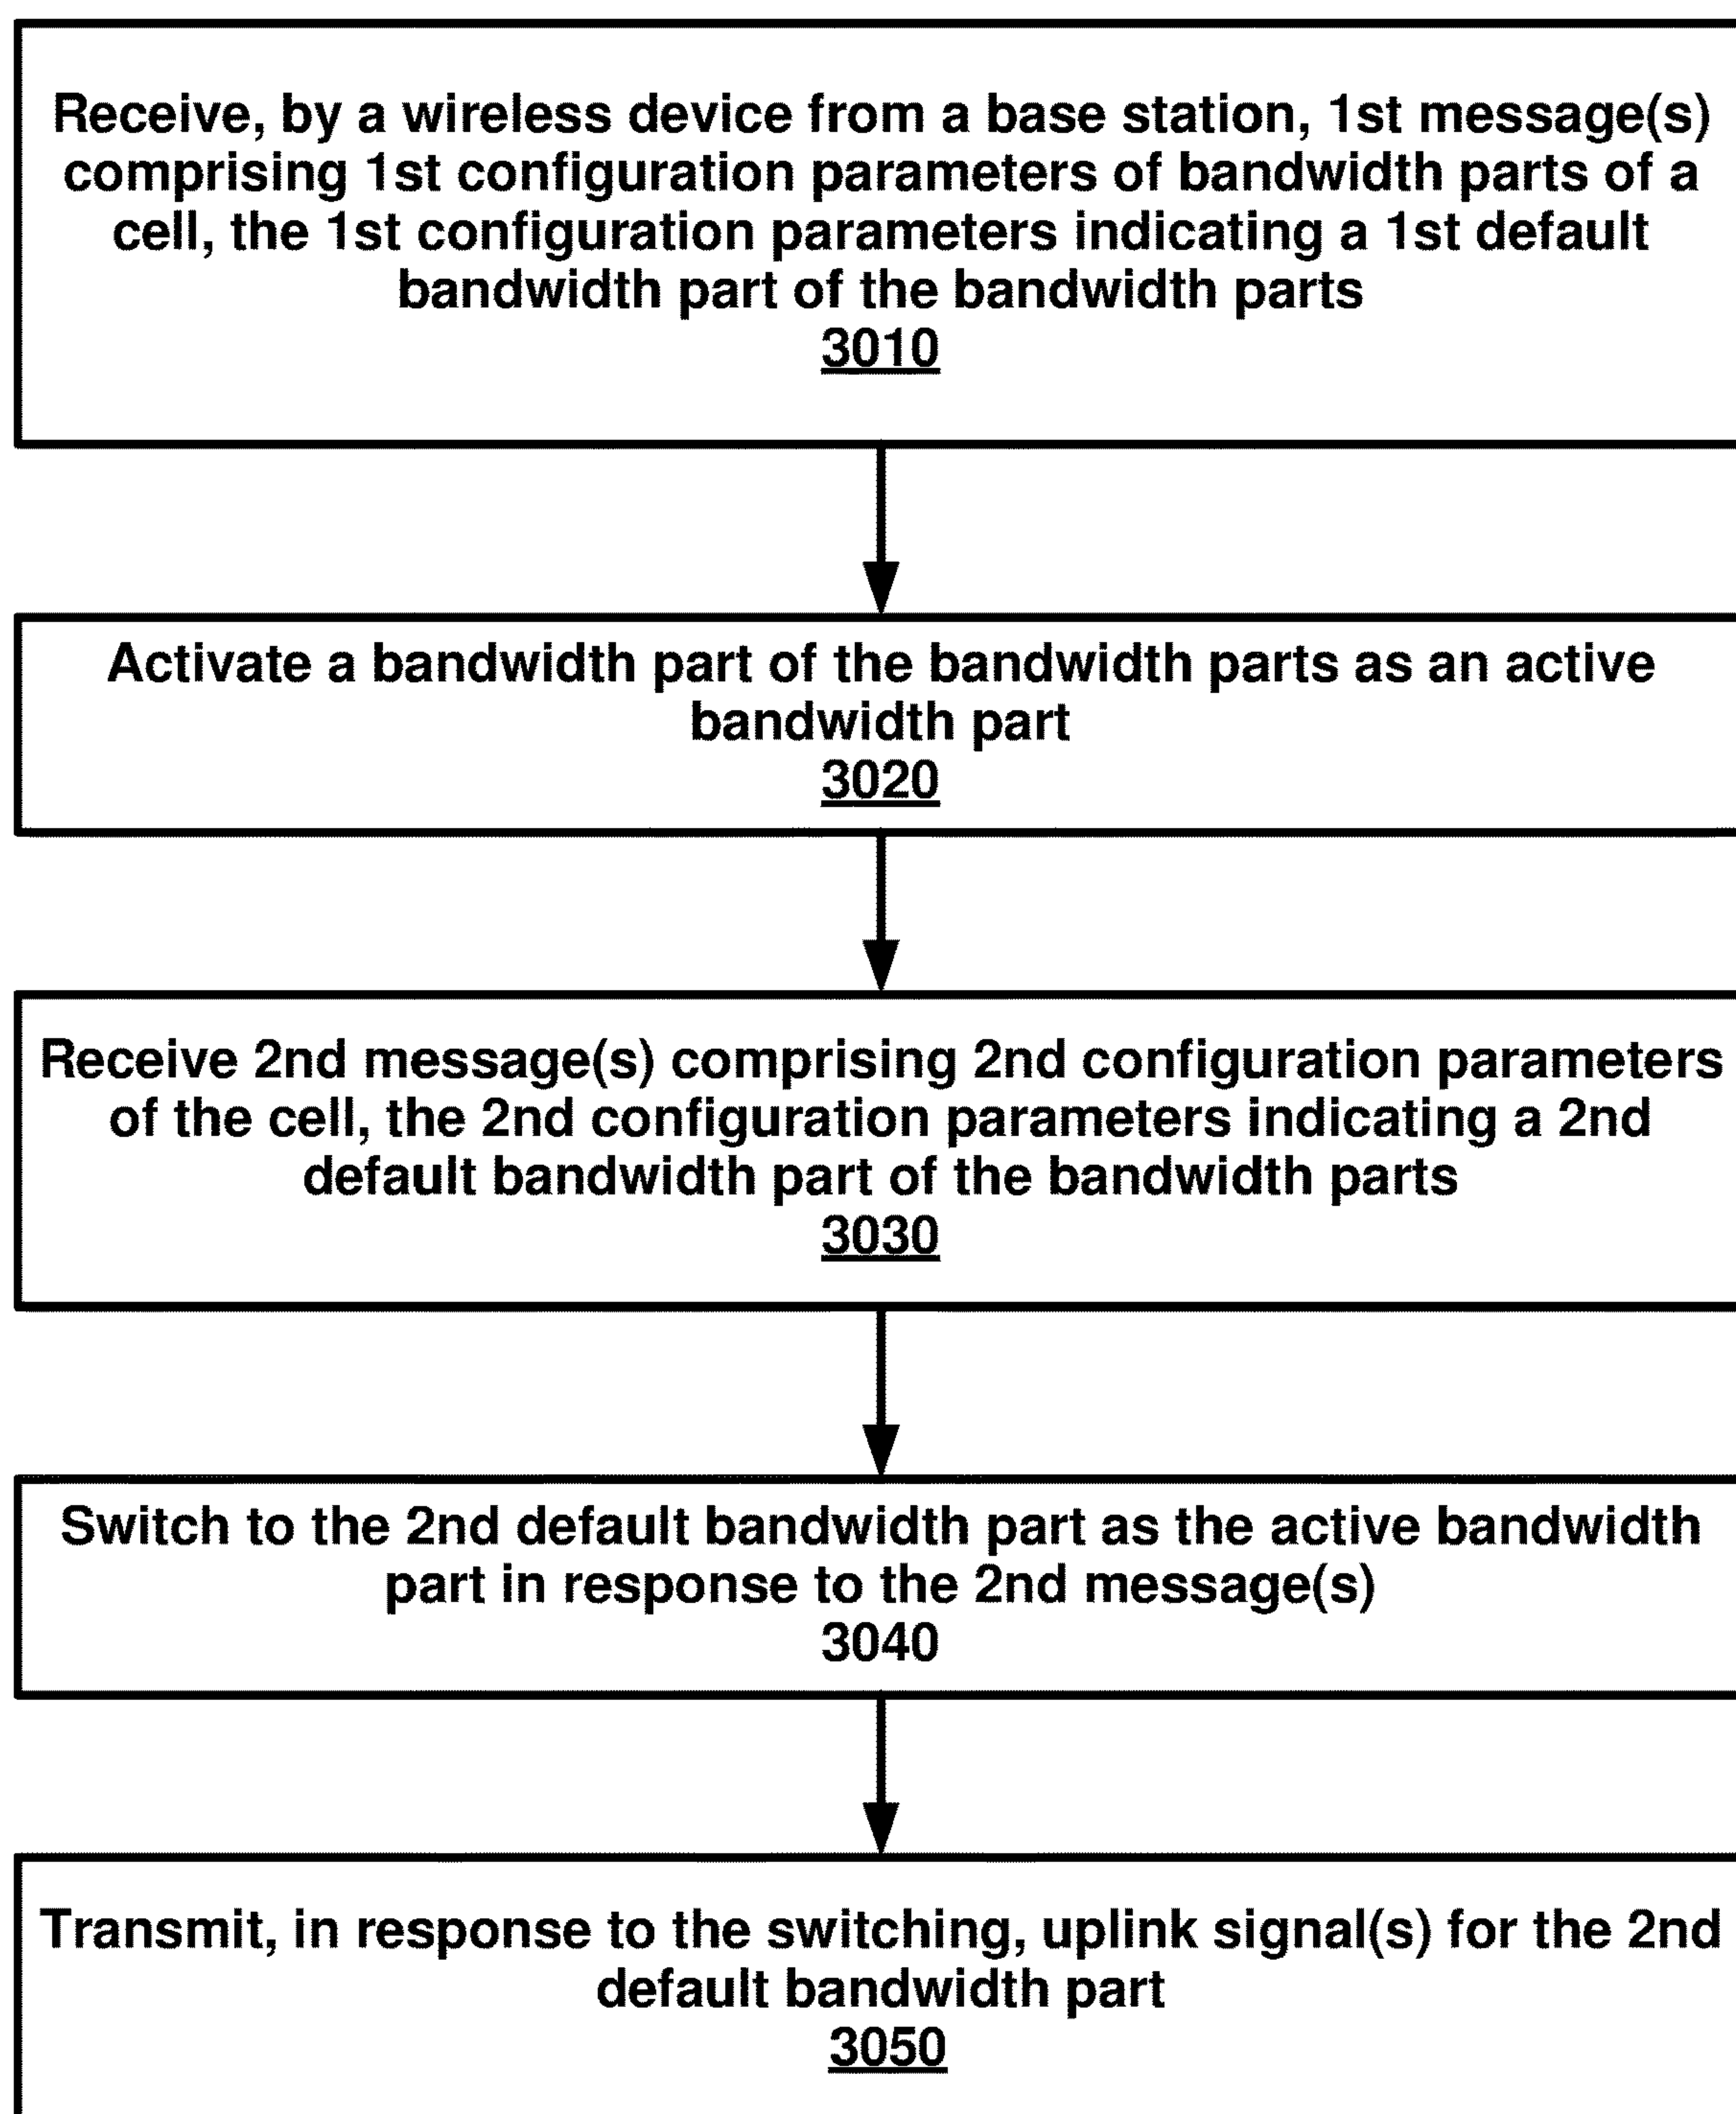 Receive, by a wireless device from a base station, 1st message(s)
comprising 1st configuration parameters of bandwidth parts of a
cell, the 1st configuration parameters indicating a 1st default
bandwidth part of the bandwidth parts
3010
Activate a bandwidth part of the bandwidth parts as an active
bandwidth part
3020
Receive 2nd message(s) comprising 2nd configuration parameters
of the cell, the 2nd configuration parameters indicating a 2nd
default bandwidth part of the bandwidth parts
3030
Switch to the 2nd default bandwidth part as the active bandwidth
part in response to the 2nd message(s)
3040
Transmit, in response to the switching, uplink signal(s) for the 2nd
default bandwidth part
3050